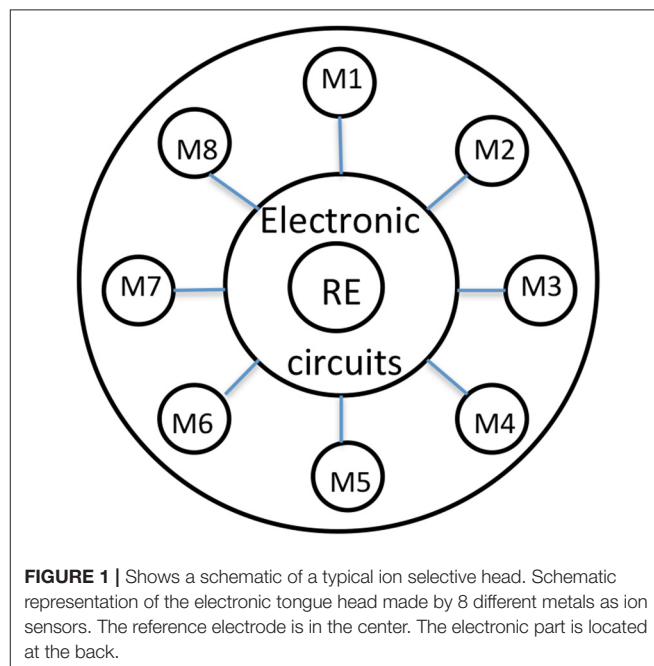 M1
M8
M2
Electronic
M7
RE
M3
circuits
M6
M4
M5
FIGURE 1 | Shows a schematic of a typical ion selective head. Schematic
representation of the electronic tongue head made by 8 different metals as ion
sensors. The reference electrode is in the center. The electronic part is located
at the back.